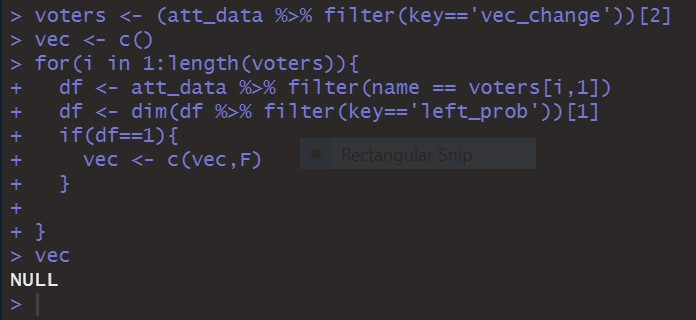 > voters <- (att_data %>% filter(key=='vec_change'))[2]
> vec <- c()
> for(i in 1:length(voters)){
+   df <- att_data %>% filter(name == voters[i,1])
+   df <- dim(df %>% filter(key=='left_prob'))[1]
+   if(df==1){
+     vec <- c(vec,F)
+   }
+
+ }
> vec
NULL
>
Rectangular Snip